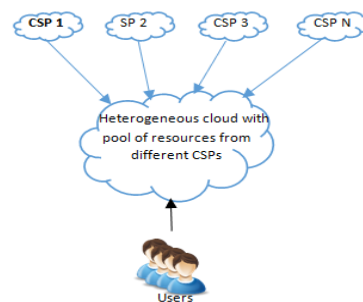 CSP 1
SP 2
CSP 3
CSP N
Heterogeneous cloud with
pool of resources from
different CSPs
Users